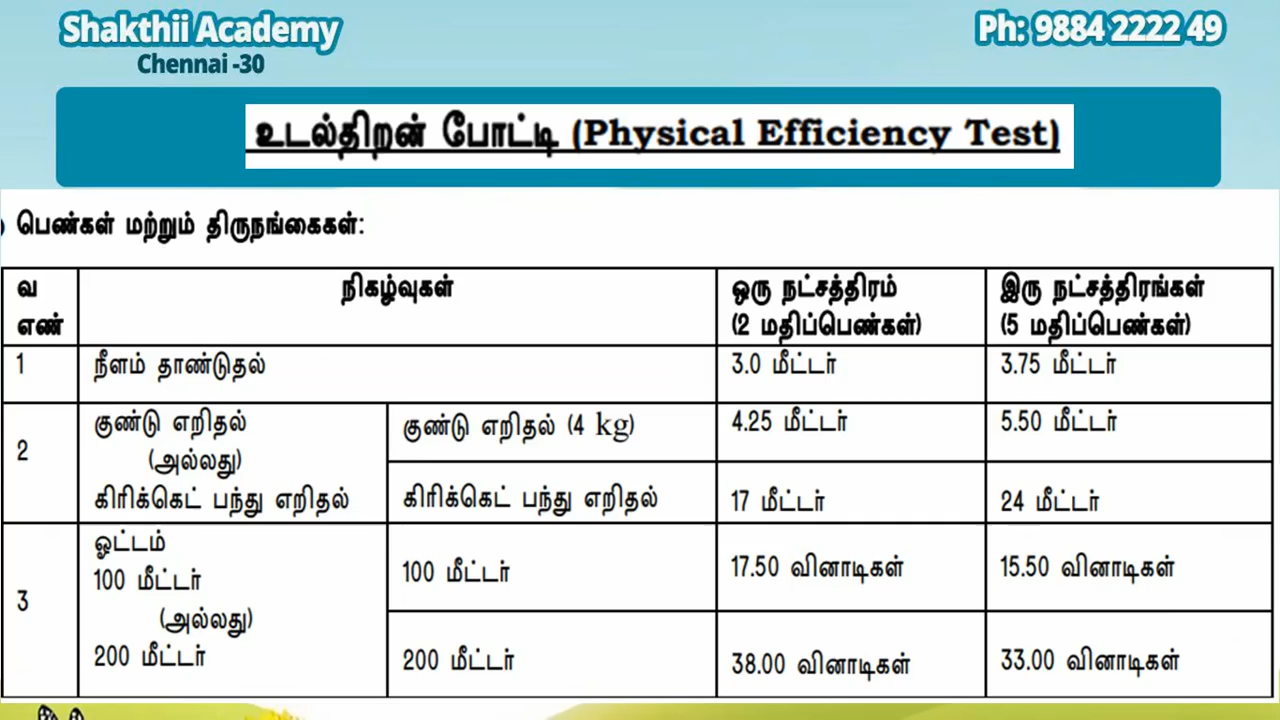 Shakthii Academy
Chennai -30
Ph: 9884 2222 49
உடல்திறன் போட்டி (Physical Efficiency Test)
பெண்கள் மற்றும் திருநங்கைகள்:
வ எண் நிகழ்வுகள் ஒரு நட்சத்திரம் (2 மதிப்பெண்கள்) இரு நட்சத்திரங்கள் (5 மதிப்பெண்கள்)
1 நீளம் தாண்டுதல் 3.0 மீட்டர் 3.75 மீட்டர்
2
குண்டு எறிதல்
(அல்லது)
கிரிக்கெட் பந்து எறிதல்
குண்டு எறிதல் (4 kg) 4.25 மீட்டர் 5.50 மீட்டர்
கிரிக்கெட் பந்து எறிதல் 17 மீட்டர் 24 மீட்டர்
3
ஓட்டம்
100 மீட்டர்
(அல்லது)
200 மீட்டர்
100 மீட்டர் 17.50 வினாடிகள் 15.50 வினாடிகள்
200 மீட்டர் 38.00 வினாடிகள் 33.00 வினாடிகள்